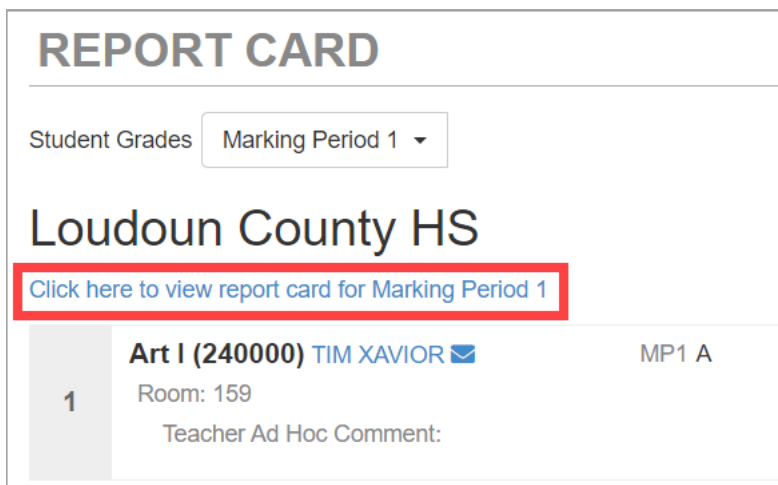 REPORT CARD
Student Grades Marking Period 1
Loudoun County HS
Click here to view report card for Marking Period 1
Art I (240000) TIM XAVIOR MP1 A
1
Room: 159
Teacher Ad Hoc Comment: